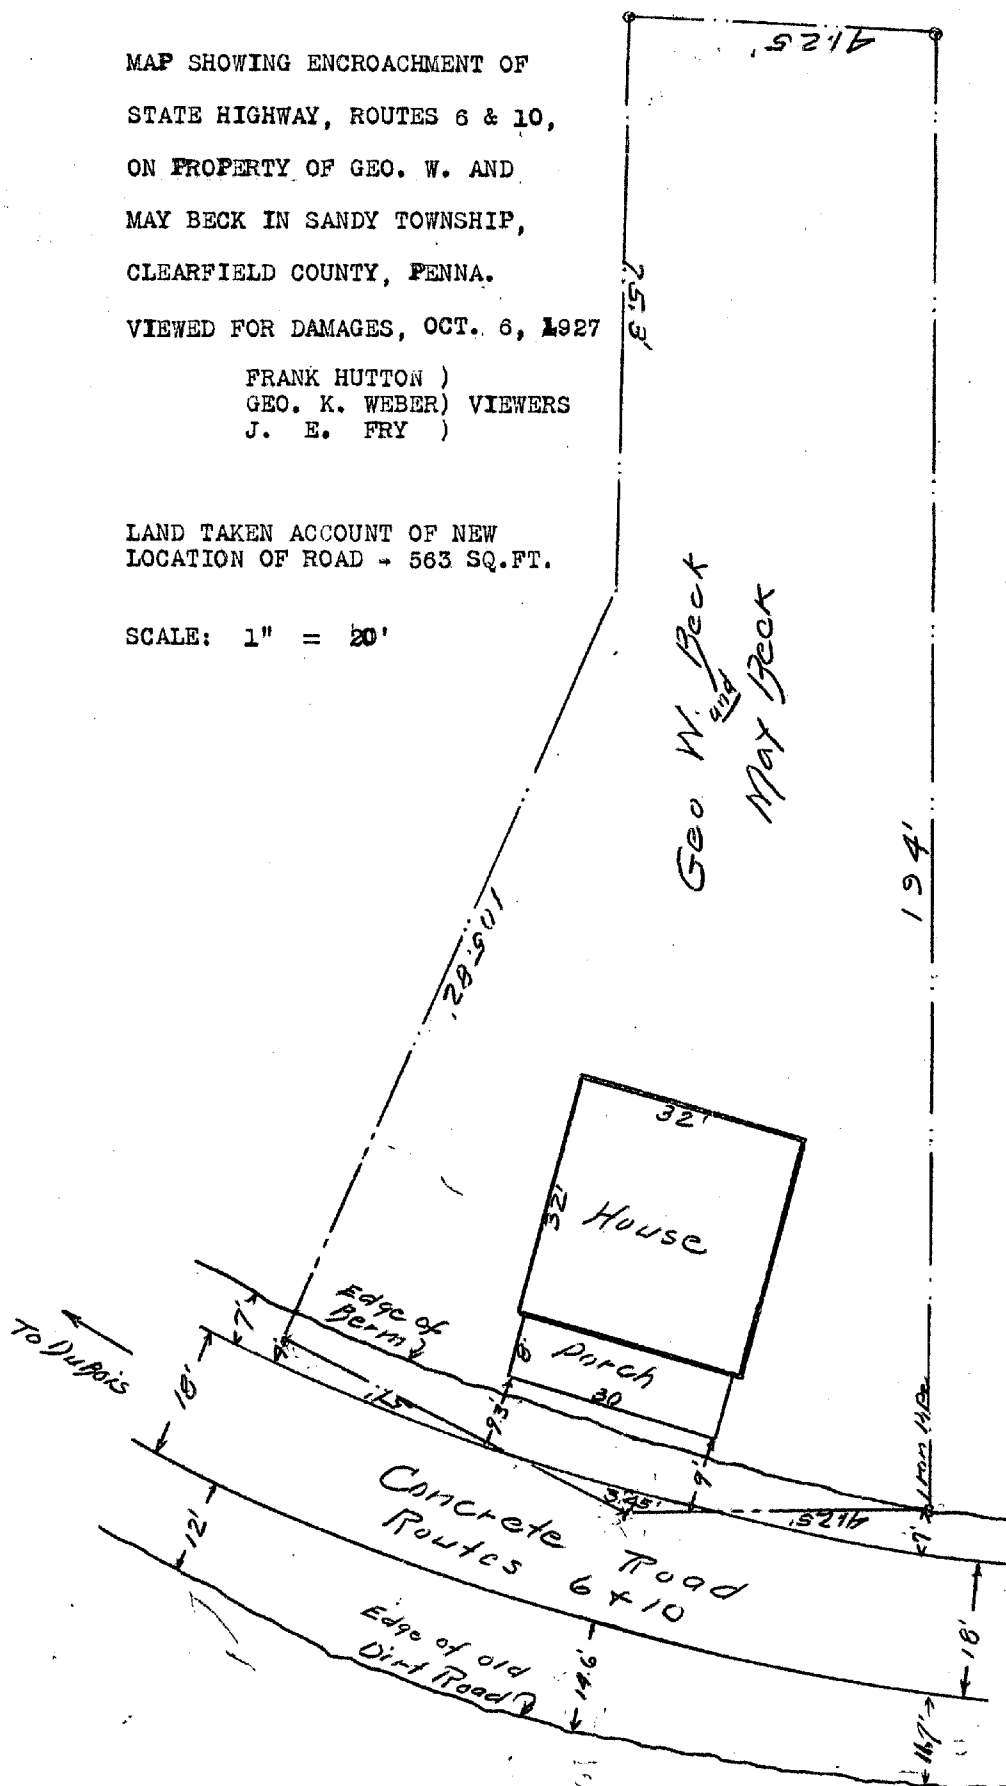 41.25'
MAP SHOWING ENCROACHMENT OF
STATE HIGHWAY, ROUTES 6 & 10,
ON PROPERTY OF GEO. W. AND
MAY BECK IN SANDY TOWNSHIP,
CLEARFIELD COUNTY, PENNA.
VIEWED FOR DAMAGES, OCT. 6, 1927
FRANK HUTTON )
GEO. K. WEBER) VIEWERS
J. E. FRY )
LAND TAKEN ACCOUNT OF NEW
LOCATION OF ROAD - 563 SQ.FT.
SCALE: 1" = 20'
Geo W. Beck
and
May Beck
194'
105.82'
32'
32'
House
Edge of
Berm
8'
Porch
30
To DuBois
7'
18'
9.3'
9'
Iron Pipe
41.25'
7'
Concrete Road
Routes 6 + 10
12'
18'
Edge of old
Dirt Road
14.6'
16.7'